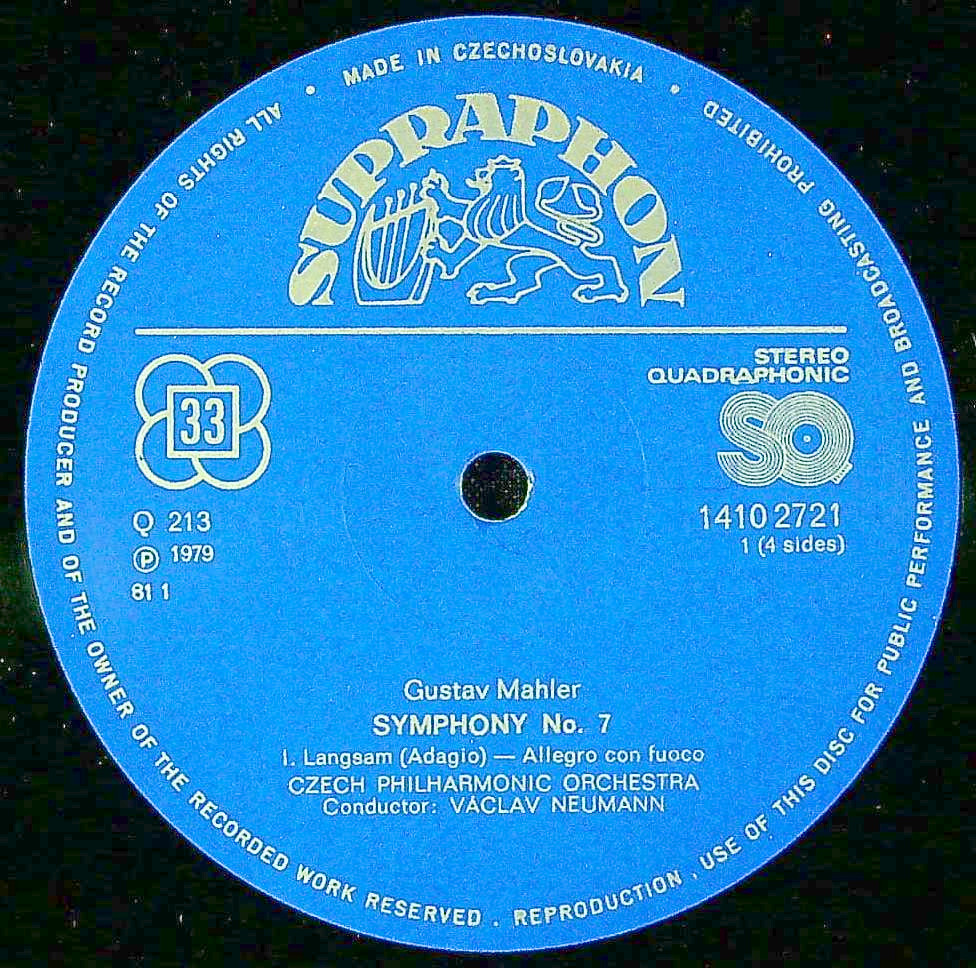 MADE IN CZECHOSLOVAKIA
ALL RIGHTS OF THE RECORD PRODUCER AND OF THE OWNER OF THE RECORDED WORK RESERVED . REPRODUCTION , USE OF THIS DISC FOR PUBLIC PERFORMANCE AND BROADCASTING PROHIBITED
SUPRAPHON
STEREO
QUADRAPHONIC
33
SQ
Q 213
14102721
℗ 1979
1 (4 sides)
81 1
Gustav Mahler
SYMPHONY No. 7
I. Langsam (Adagio) — Allegro con fuoco
CZECH PHILHARMONIC ORCHESTRA
Conductor: VÁCLAV NEUMANN